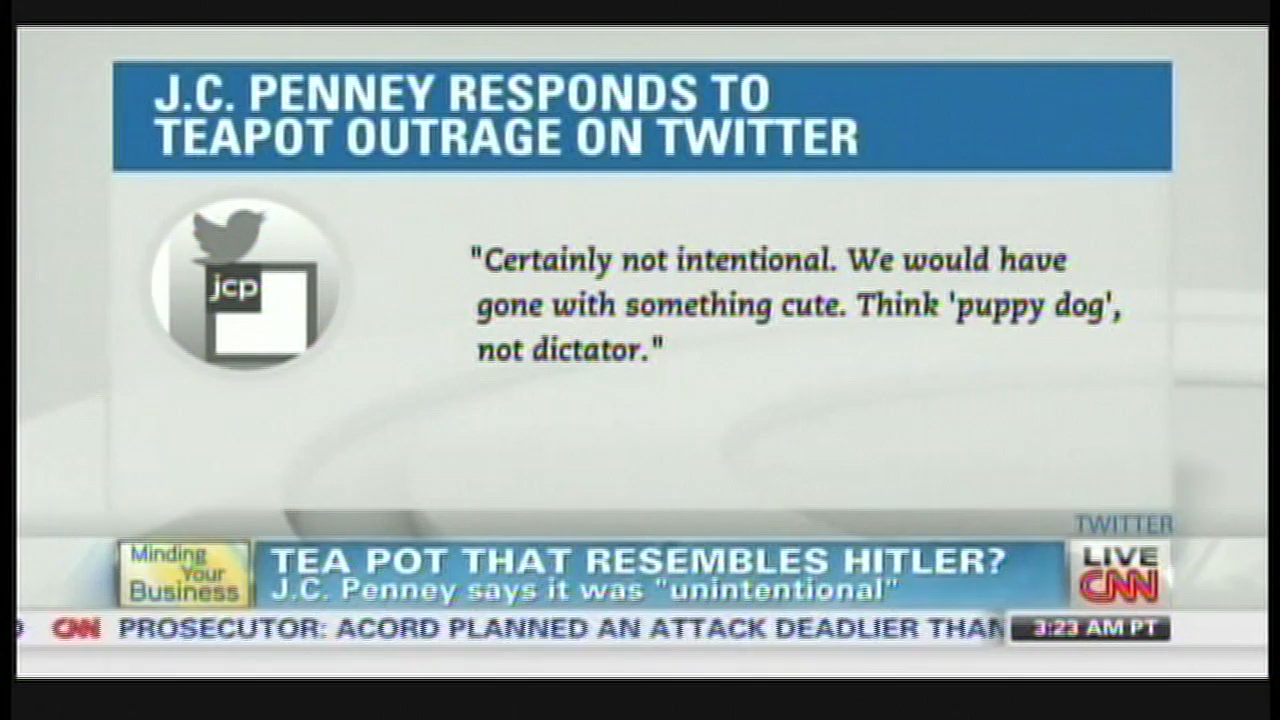 J.C. PENNEY RESPONDS TO
TEAPOT OUTRAGE ON TWITTER
jcp
"Certainly not intentional. We would have
gone with something cute. Think 'puppy dog',
not dictator."
TWITTER
Minding
Your
Business
TEA POT THAT RESEMBLES HITLER?
J.C. Penney says it was "unintentional"
LIVE
CNN
CNN PROSECUTOR: ACORD PLANNED AN ATTACK DEADLIER THAN
3:23 AM PT